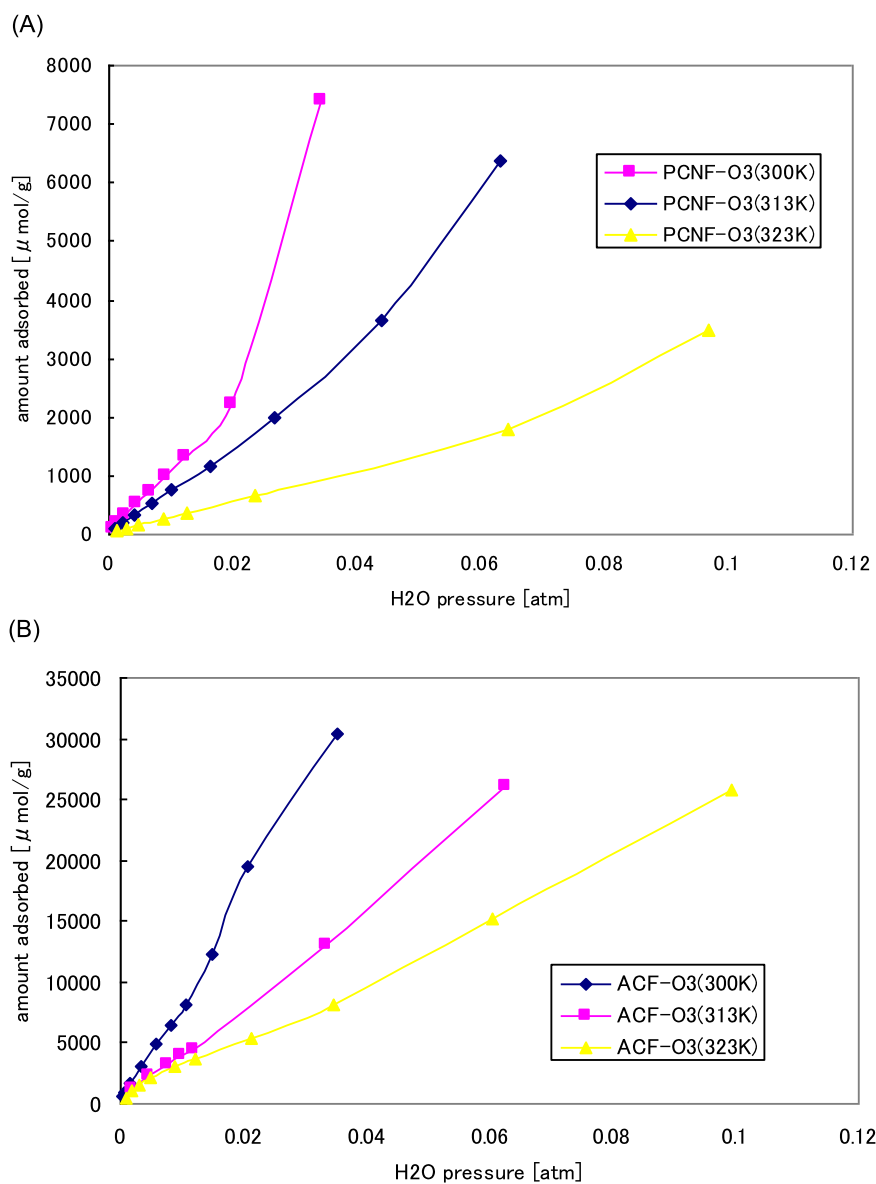 (A)
8000
7000
6000
5000
4000
3000
2000
1000
0
amount adsorbed [μmol/g]
PCNF-O3(300K)
PCNF-O3(313K)
PCNF-O3(323K)
0 0.02 0.04 0.06 0.08 0.1 0.12
H2O pressure [atm]
(B)
35000
30000
25000
20000
15000
10000
5000
0
amount adsorbed [μmol/g]
ACF-O3(300K)
ACF-O3(313K)
ACF-O3(323K)
0 0.02 0.04 0.06 0.08 0.1 0.12
H2O pressure [atm]